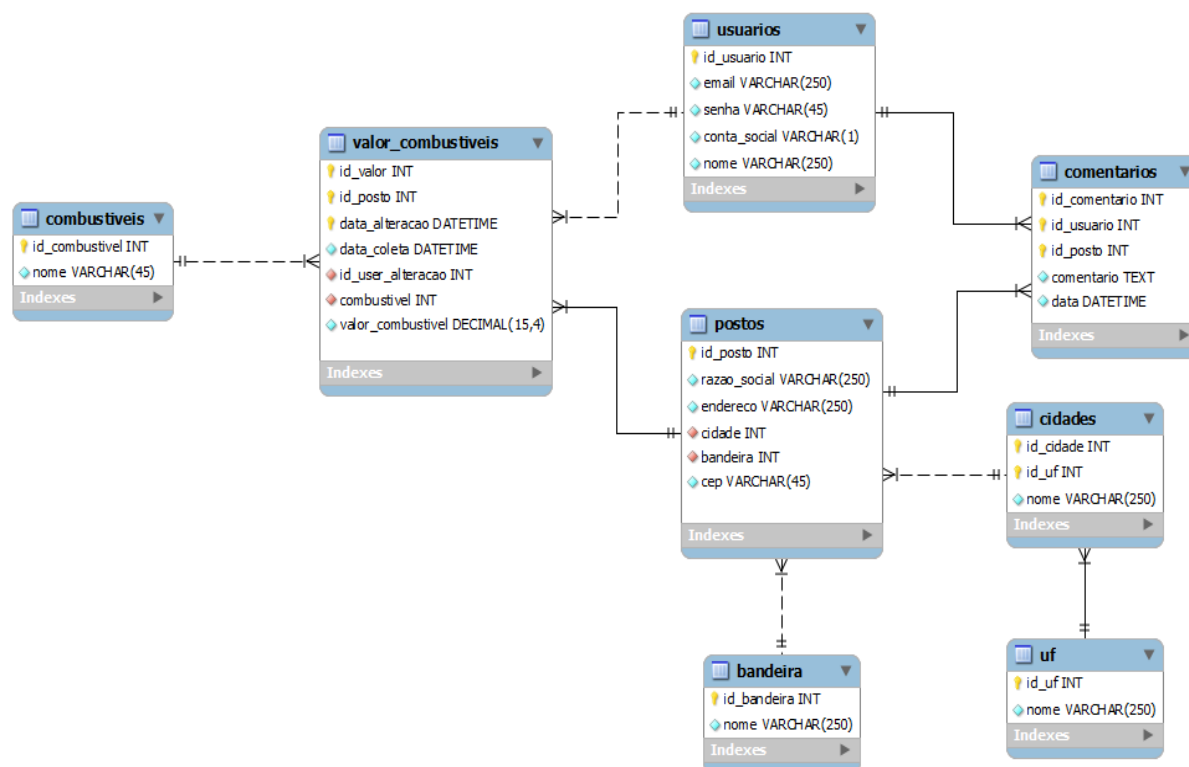 combustiveis
id_combustivel INT
nome VARCHAR(45)
Indexes
valor_combustiveis
id_valor INT
id_posto INT
data_alteracao DATETIME
data_coleta DATETIME
id_user_alteracao INT
combustivel INT
valor_combustivel DECIMAL(15,4)
Indexes
usuarios
id_usuario INT
email VARCHAR(250)
senha VARCHAR(45)
conta_social VARCHAR(1)
nome VARCHAR(250)
Indexes
comentarios
id_comentario INT
id_usuario INT
id_posto INT
comentario TEXT
data DATETIME
Indexes
postos
id_posto INT
razao_social VARCHAR(250)
endereco VARCHAR(250)
cidade INT
bandeira INT
cep VARCHAR(45)
Indexes
cidades
id_cidade INT
id_uf INT
nome VARCHAR(250)
Indexes
bandeira
id_bandeira INT
nome VARCHAR(250)
Indexes
uf
id_uf INT
nome VARCHAR(250)
Indexes